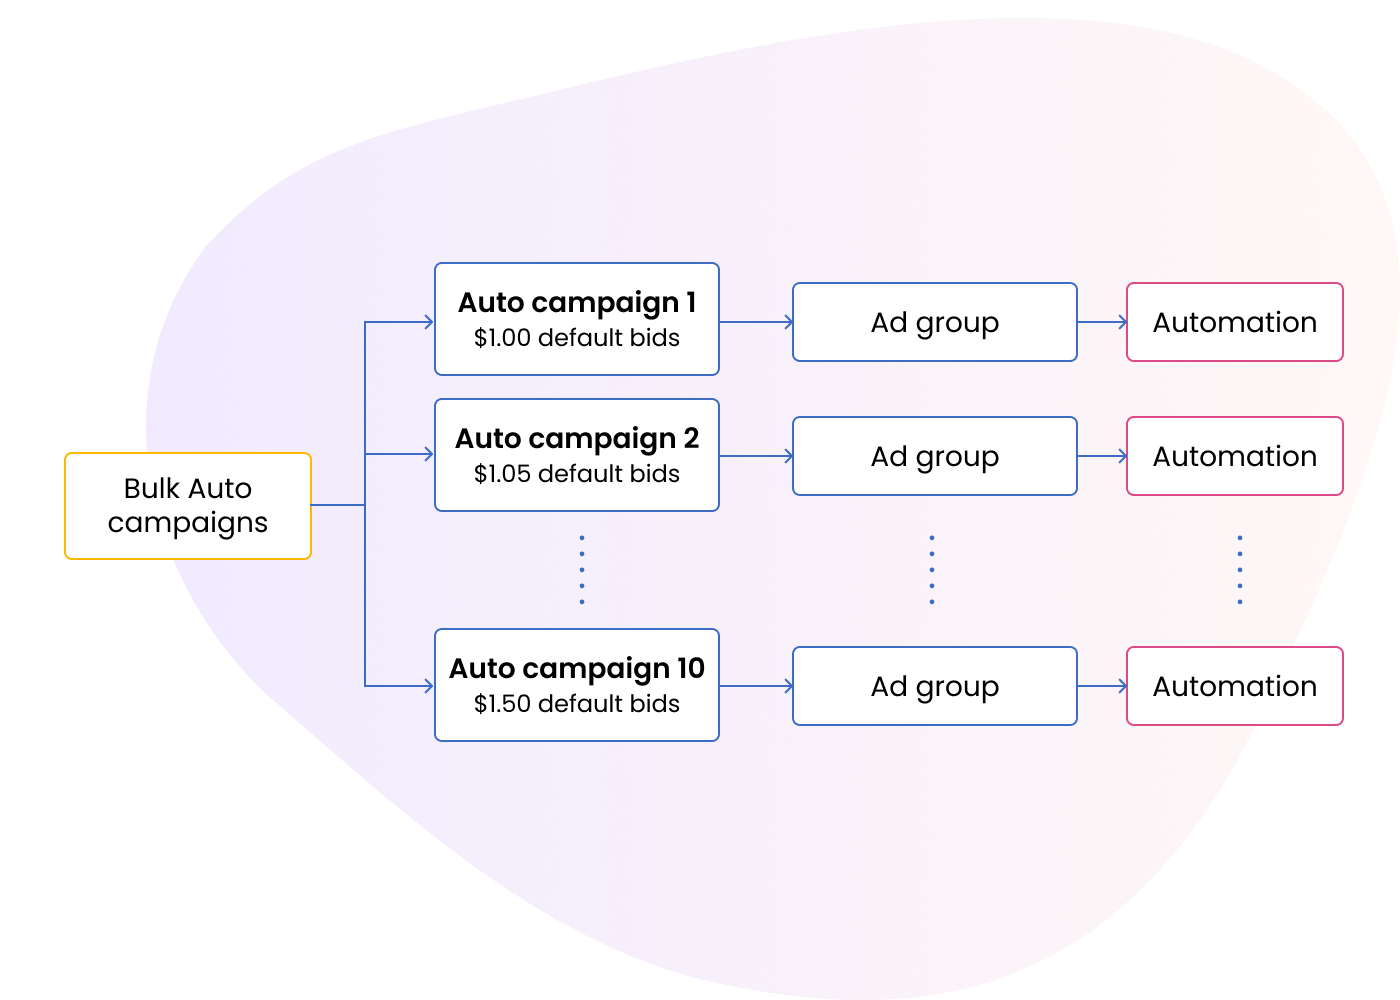 Auto campaign 1
$1.00 default bids
Ad group
Automation
Auto campaign 2
$1.05 default bids
Ad group
Automation
Bulk Auto
campaigns
Auto campaign 10
$1.50 default bids
Ad group
Automation